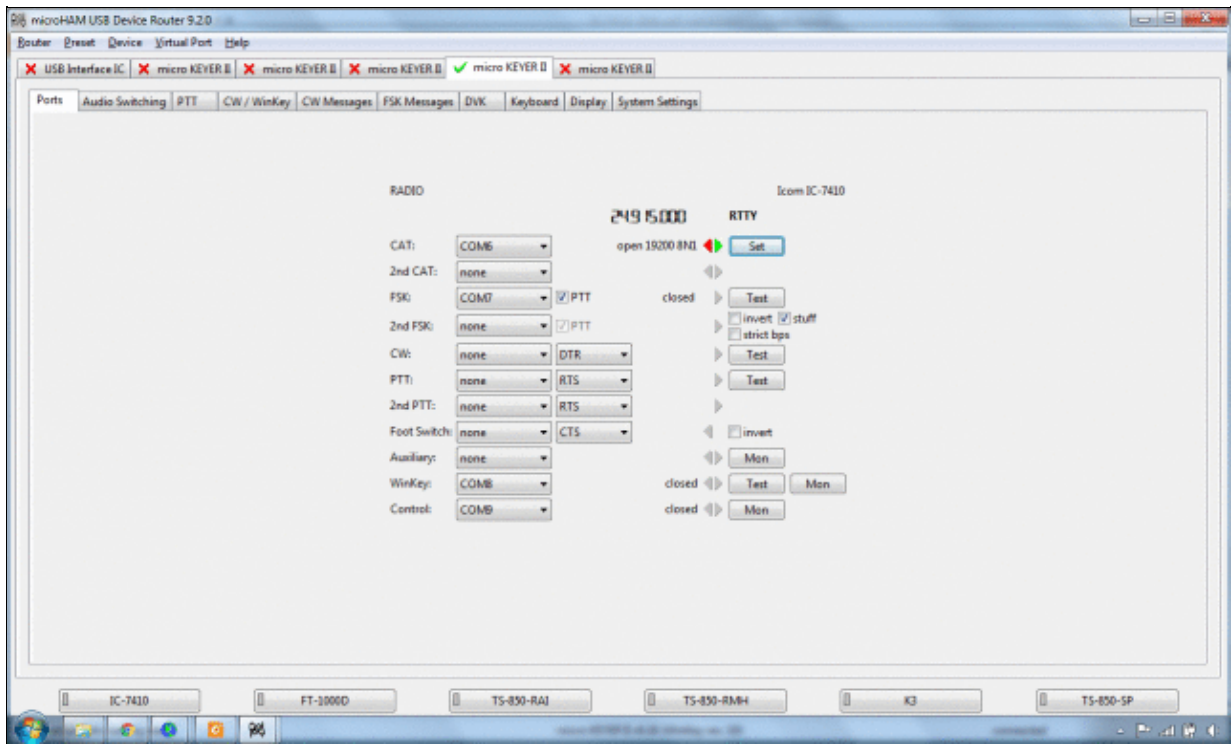 microHAM USB Device Router 9.2.0
Router Preset Device Virtual Port Help
USB Interface IC micro KEYER II micro KEYER II micro KEYER II micro KEYER II micro KEYER II
Ports Audio Switching PTT CW / WinKey CW Messages FSK Messages DVK Keyboard Display System Settings
RADIO Icom IC-7410
24.915.000 RTTY
CAT: COM6 open 19200 8N1 Set
2nd CAT: none
FSK: COM7 PTT closed Test
2nd FSK: none PTT invert stuff
strict bps
CW: none DTR Test
PTT: none RTS Test
2nd PTT: none RTS
Foot Switch: none CTS invert
Auxiliary: none Mon
WinKey: COM8 closed Test Mon
Control: COM9 closed Mon
IC-7410 FT-1000D TS-850-RAI TS-850-RMH K3 TS-850-SP